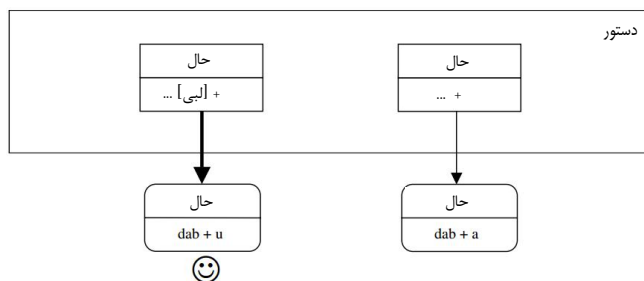 دستور
حال
حال
... +
... [لبی] +
حال
حال
dab + a
dab + u